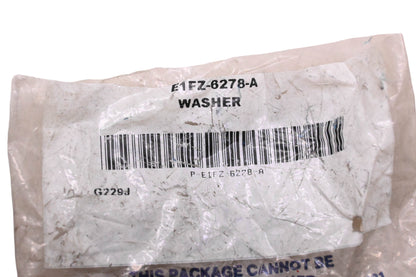 E1FZ-6278-A
WASHER
P E1FZ-6278-A
G229J
THIS PACKAGE CANNOT BE